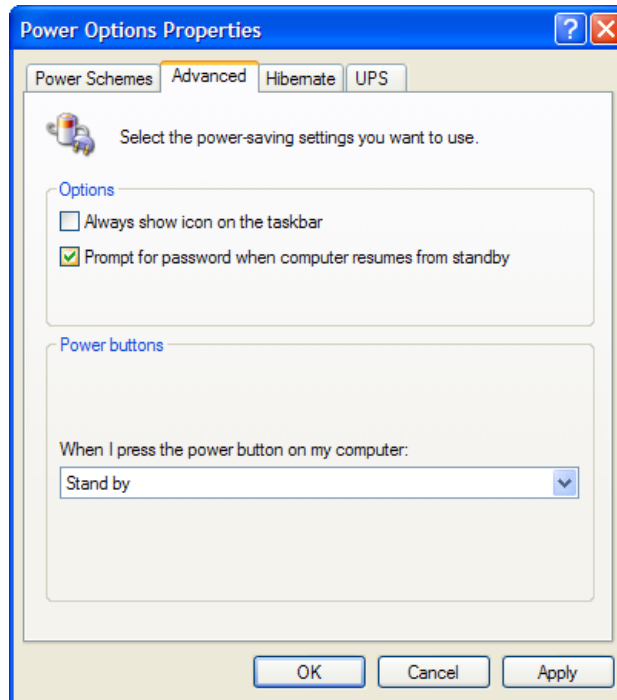 Power Options Properties
Power Schemes Advanced Hibernate UPS
Select the power-saving settings you want to use.
Options
Always show icon on the taskbar
Prompt for password when computer resumes from standby
Power buttons
When I press the power button on my computer:
Stand by
OK Cancel Apply